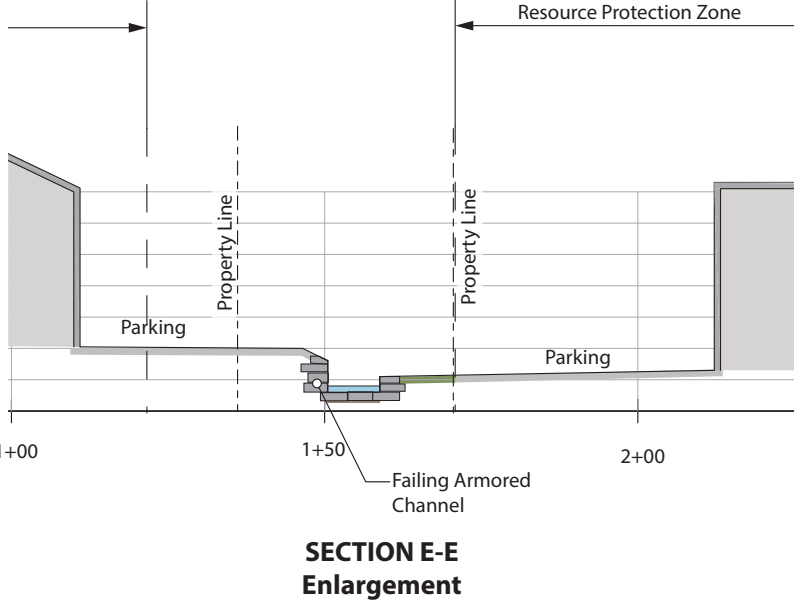 Resource Protection Zone
Property Line
Property Line
Parking
Parking
1+00
1+50
2+00
Failing Armored
Channel
SECTION E-E
Enlargement